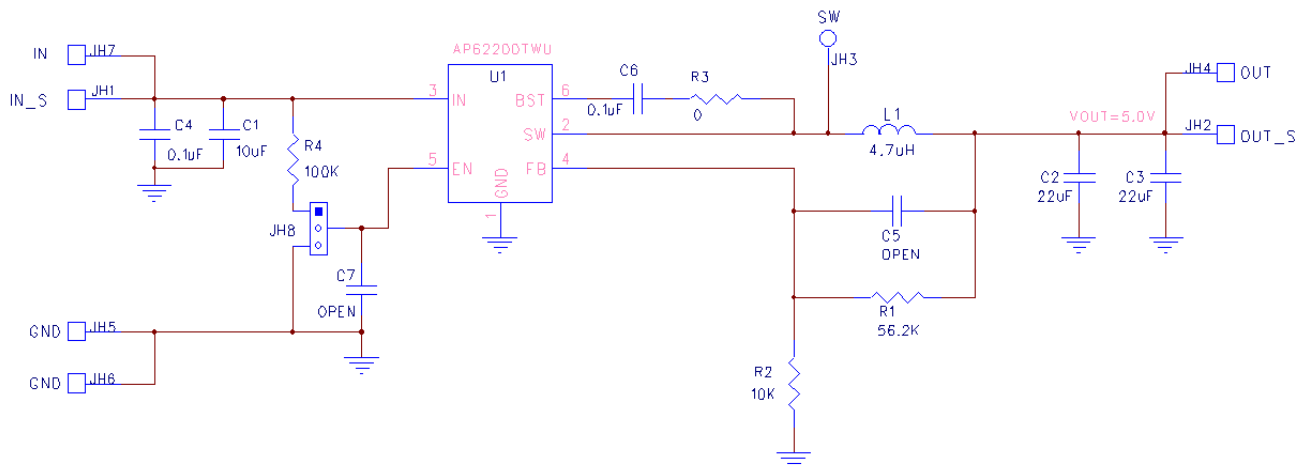 SW
IN
JH7
AP62200TWU
JH3
C6
R3
JH4
OUT
U1
IN_S
JH1
3
IN
BST
6
0.1uF
0
L1
VOUT=5.0V
C4
C1
SW
2
4.7uH
JH2
OUT_S
0.1uF
10uF
R4
100K
5
EN
FB
4
GND
C2
C3
22uF
22uF
1
JH8
C5
OPEN
C7
OPEN
R1
56.2K
GND
JH5
R2
10K
GND
JH6